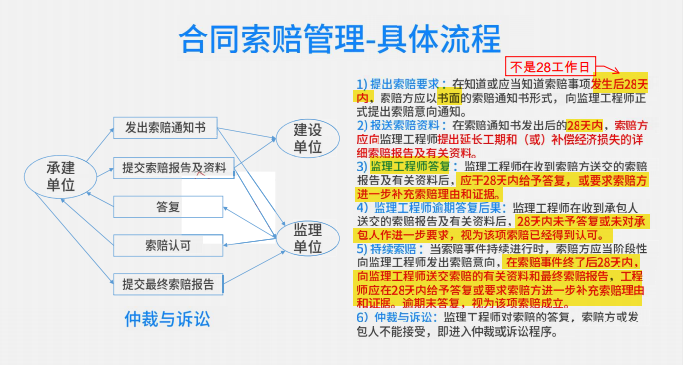 合同索赔管理-具体流程
不是28工作日
发出索赔通知书
提交索赔报告及资料
答复
索赔认可
提交最终索赔报告
承建
单位
建设
单位
监理
单位
仲裁与诉讼
1) 提出索赔要求：在知道或应当知道索赔事项发生后28天
内，索赔方应以书面的索赔通知书形式，向监理工程师正
式提出索赔意向通知。
2) 报送索赔资料：在索赔通知书发出后的28天内，索赔方
应向监理工程师提出延长工期和（或）补偿经济损失的详
细索赔报告及有关资料。
3) 监理工程师答复：监理工程师在收到索赔方送交的索赔
报告及有关资料后，应于28天内给予答复，或要求索赔方
进一步补充索赔理由和证据。
4）监理工程师逾期答复后果：监理工程师在收到承包人
送交的索赔报告及有关资料后，28天内未予答复或未对承
包人作进一步要求，视为该项索赔已经得到认可。
5) 持续索赔：当索赔事件持续进行时，索赔方应当阶段性
向监理工程师发出索赔意向，在索赔事件终了后28天内，
向监理工程师送交索赔的有关资料和最终索赔报告，工程
师应在28天内给予答复或要求索赔方进一步补充索赔理由
和证据。逾期未答复，视为该项索赔成立。
6）仲裁与诉讼：监理工程师对索赔的答复，索赔方或发
包人不能接受，即进入仲裁或诉讼程序。